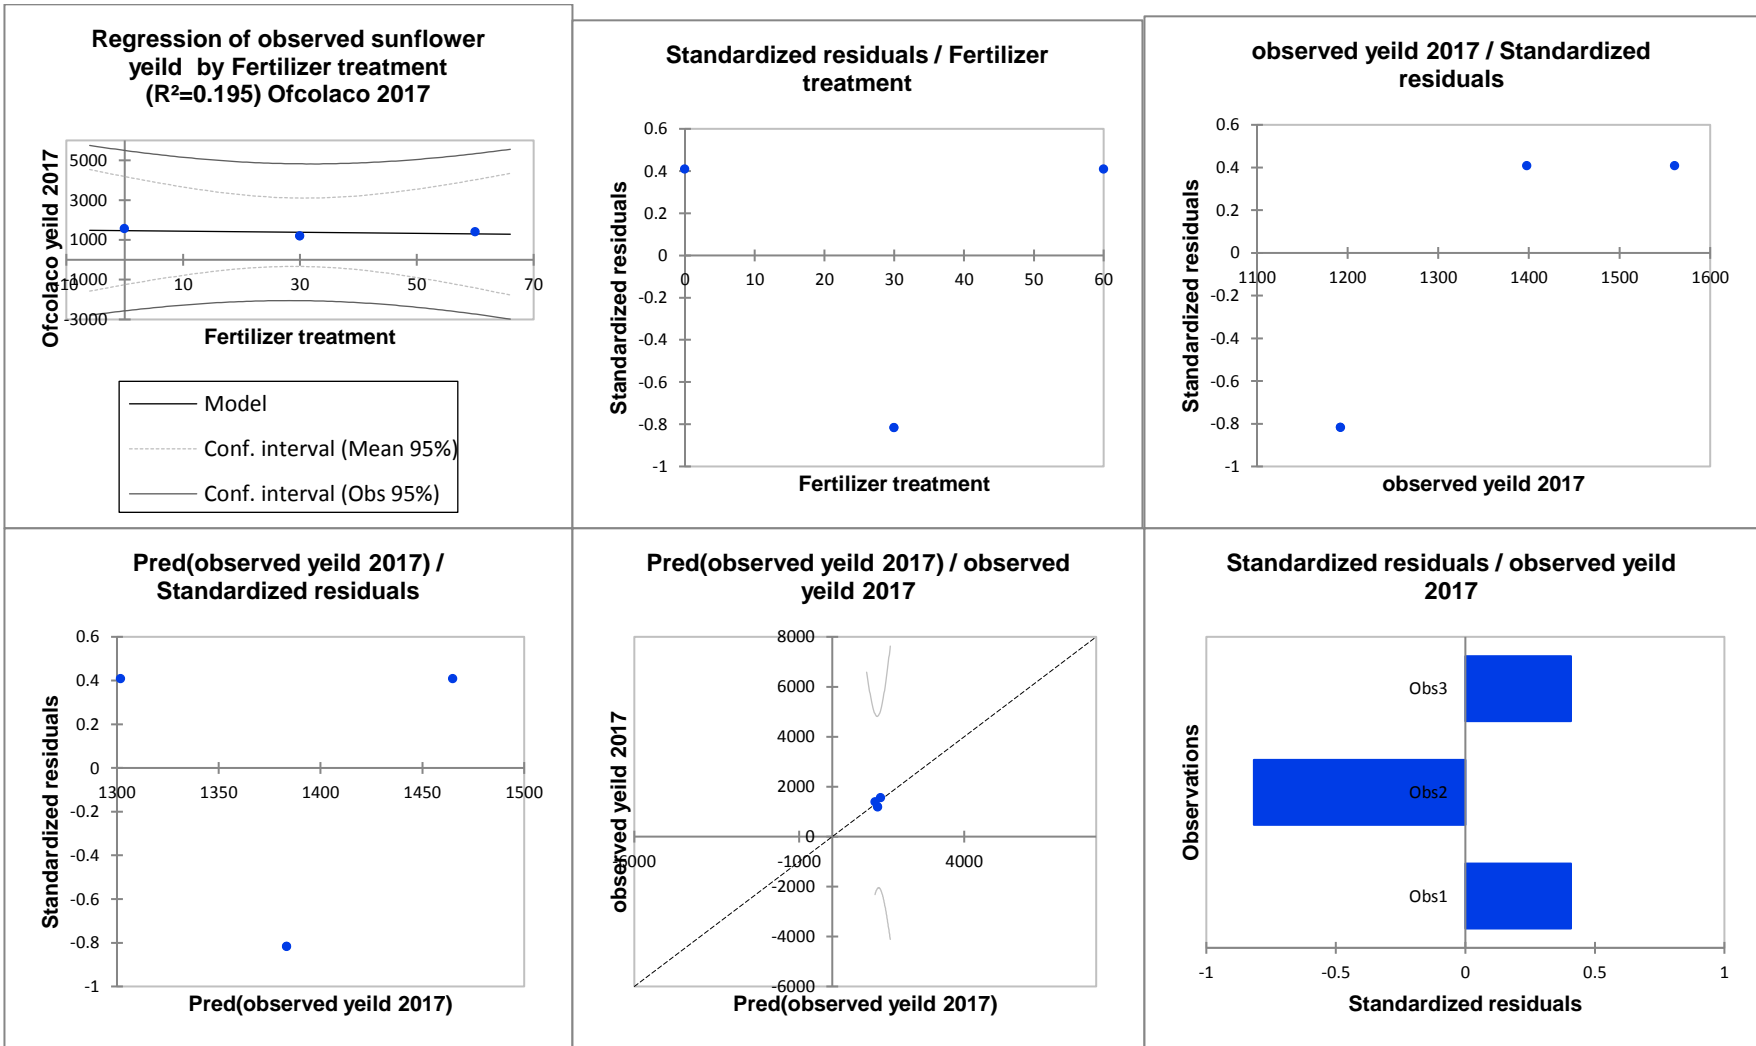 Regression of observed sunflower
yeild by Fertilizer treatment
(R²=0.195) Ofcolaco 2017
Ofcolaco yeild 2017
5000
3000
1000
-1000
-3000
-10
10
30
50
70
Fertilizer treatment
Model
Conf. interval (Mean 95%)
Conf. interval (Obs 95%)
Standardized residuals / Fertilizer
treatment
Standardized residuals
0.6
0.4
0.2
0
-0.2
-0.4
-0.6
-0.8
-1
0
10
20
30
40
50
60
Fertilizer treatment
observed yeild 2017 / Standardized
residuals
Standardized residuals
0.6
0.4
0.2
0
-0.2
-0.4
-0.6
-0.8
-1
1100
1200
1300
1400
1500
1600
observed yeild 2017
Pred(observed yeild 2017) /
Standardized residuals
Standardized residuals
0.6
0.4
0.2
0
-0.2
-0.4
-0.6
-0.8
-1
1300
1350
1400
1450
1500
Pred(observed yeild 2017)
Pred(observed yeild 2017) / observed
yeild 2017
observed yeild 2017
8000
6000
4000
2000
0
-2000
-4000
-6000
-6000
-1000
4000
Pred(observed yeild 2017)
Standardized residuals / observed yeild
2017
Observations
Obs3
Obs2
Obs1
-1
-0.5
0
0.5
1
Standardized residuals